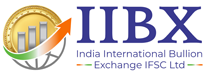 IIBX
India International Bullion
Exchange IFSC Ltd